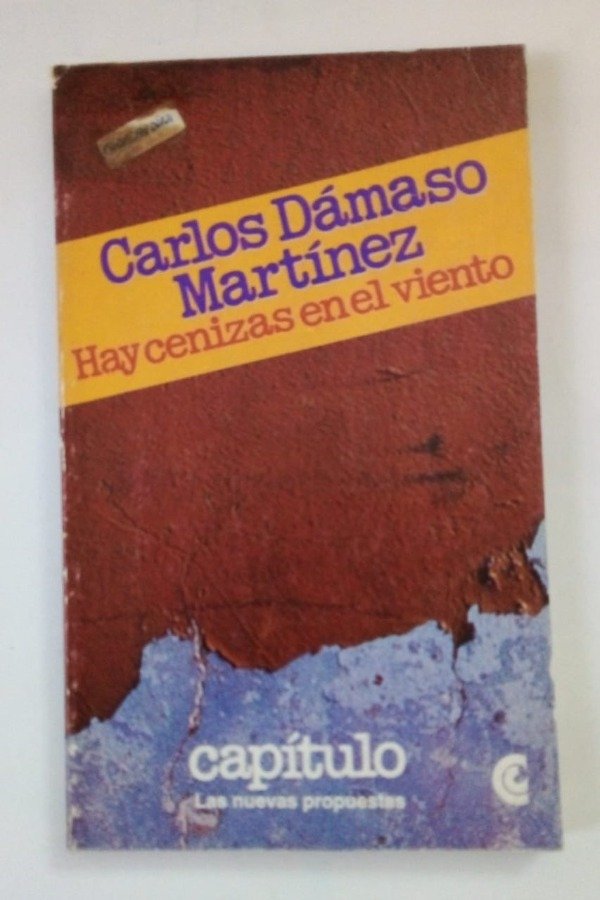 Carlos Dámaso
Martínez
Hay cenizas en el viento
capítulo
Las nuevas propuestas